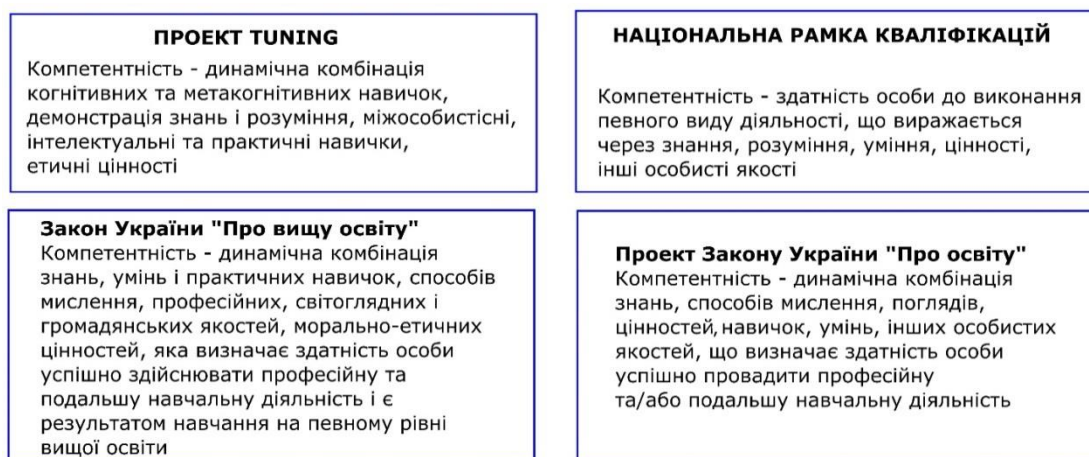 ПРОЕКТ TUNING
Компетентність - динамічна комбінація
когнітивних та метакогнітивних навичок,
демонстрація знань і розуміння, міжособистісні,
інтелектуальні та практичні навички,
етичні цінності
НАЦІОНАЛЬНА РАМКА КВАЛІФІКАЦІЙ
Компетентність - здатність особи до виконання
певного виду діяльності, що виражається
через знання, розуміння, уміння, цінності,
інші особисті якості
Закон України "Про вищу освіту"
Компетентність - динамічна комбінація
знань, умінь і практичних навичок, способів
мислення, професійних, світоглядних і
громадянських якостей, морально-етичних
цінностей, яка визначає здатність особи
успішно здійснювати професійну та
подальшу навчальну діяльність і є
результатом навчання на певному рівні
вищої освіти
Проект Закону України "Про освіту"
Компетентність - динамічна комбінація
знань, способів мислення, поглядів,
цінностей, навичок, умінь, інших особистих
якостей, що визначає здатність особи
успішно провадити професійну
та/або подальшу навчальну діяльність